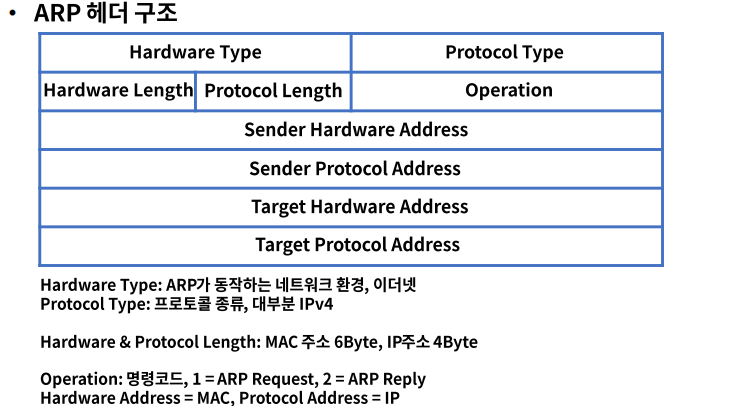 • ARP 헤더 구조
Hardware Type Protocol Type
Hardware Length Protocol Length Operation
Sender Hardware Address
Sender Protocol Address
Target Hardware Address
Target Protocol Address
Hardware Type: ARP가 동작하는 네트워크 환경, 이더넷
Protocol Type: 프로토콜 종류, 대부분 IPv4
Hardware & Protocol Length: MAC 주소 6Byte, IP주소 4Byte
Operation: 명령코드, 1 = ARP Request, 2 = ARP Reply
Hardware Address = MAC, Protocol Address = IP